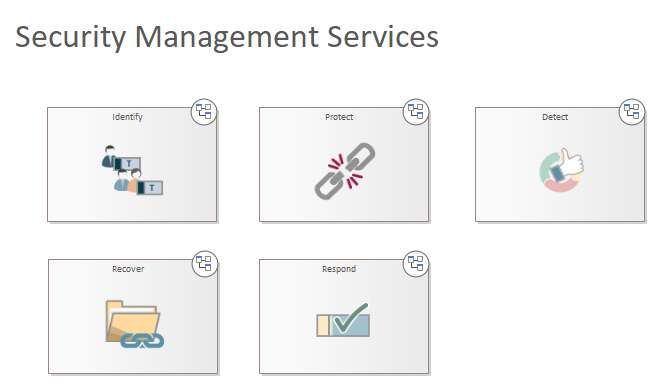 Security Management Services
Identify
Protect
Detect
T
T
Recover
Respond